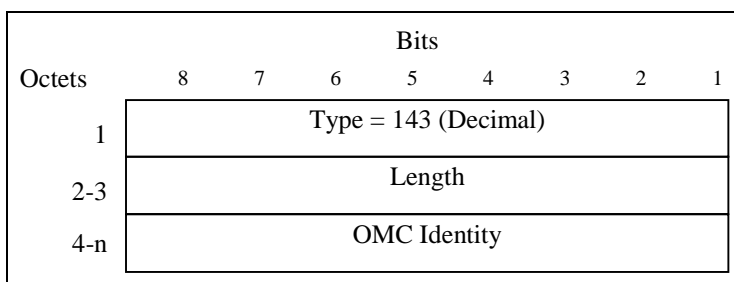 Bits
Octets 8 7 6 5 4 3 2 1
1 Type = 143 (Decimal)
2-3 Length
4-n OMC Identity